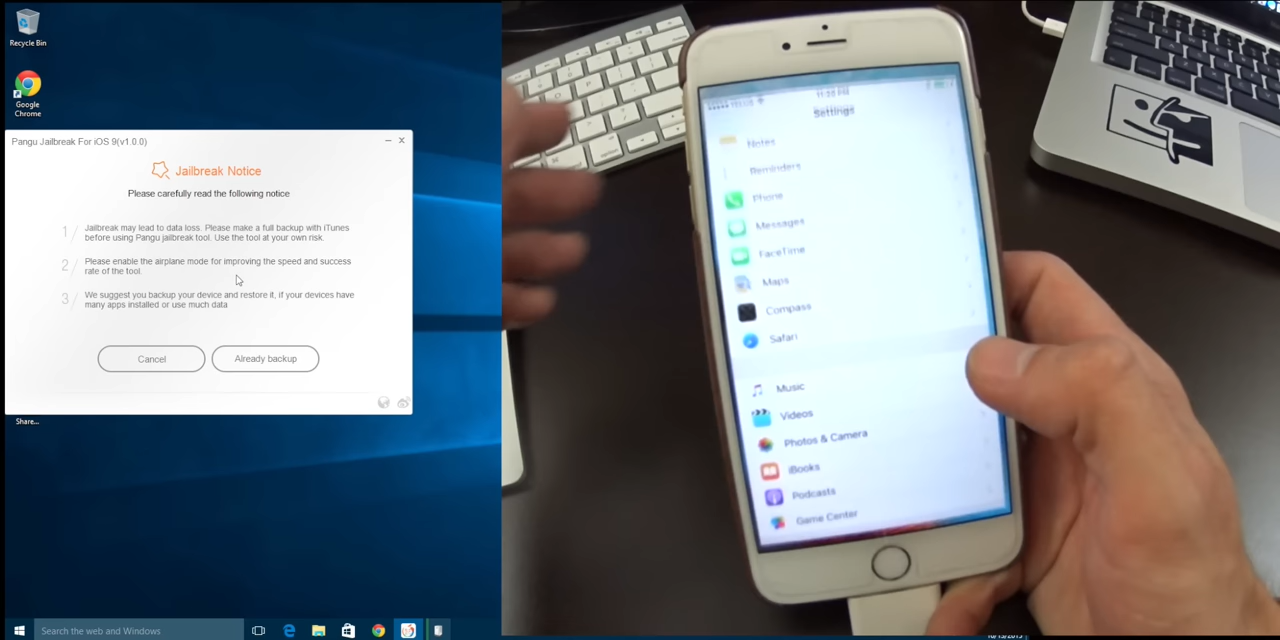 Recycle Bin
Google
Chrome
Pangu Jailbreak For iOS 9(v1.0.0)
Jailbreak Notice
Please carefully read the following notice
1
Jailbreak may lead to data loss. Please make a full backup with iTunes
before using Pangu jailbreak tool. Use the tool at your own risk.
2
Please enable the airplane mode for improving the speed and success
rate of the tool.
3
We suggest you backup your device and restore it, if your devices have
many apps installed or use much data
Cancel
Already backup
Share...
Search the web and Windows
Settings
Notes
Reminders
Phone
Messages
FaceTime
Maps
Compass
Safari
Music
Videos
Photos & Camera
iBooks
Podcasts
Game Center